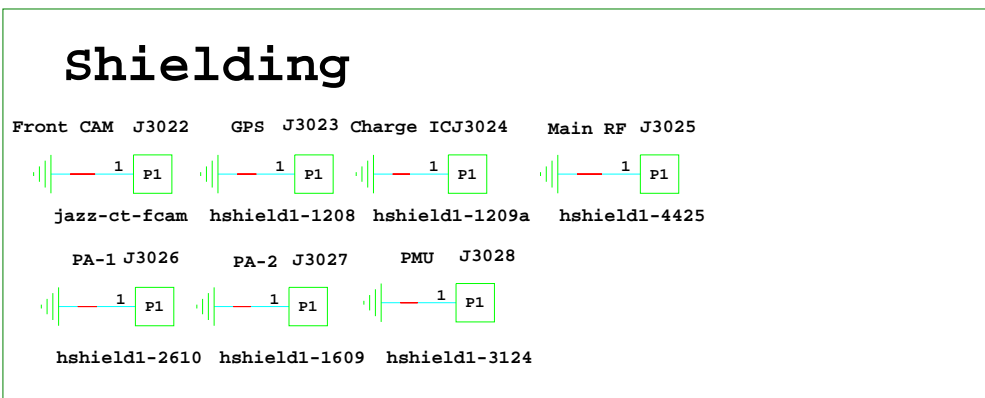 Shielding
Front CAM J3022 GPS J3023 Charge ICJ3024 Main RF J3025
1 P1 1 P1 1 P1 1 P1
jazz-ct-fcam hshield1-1208 hshield1-1209a hshield1-4425
PA-1 J3026 PA-2 J3027 PMU J3028
1 P1 1 P1 1 P1
hshield1-2610 hshield1-1609 hshield1-3124